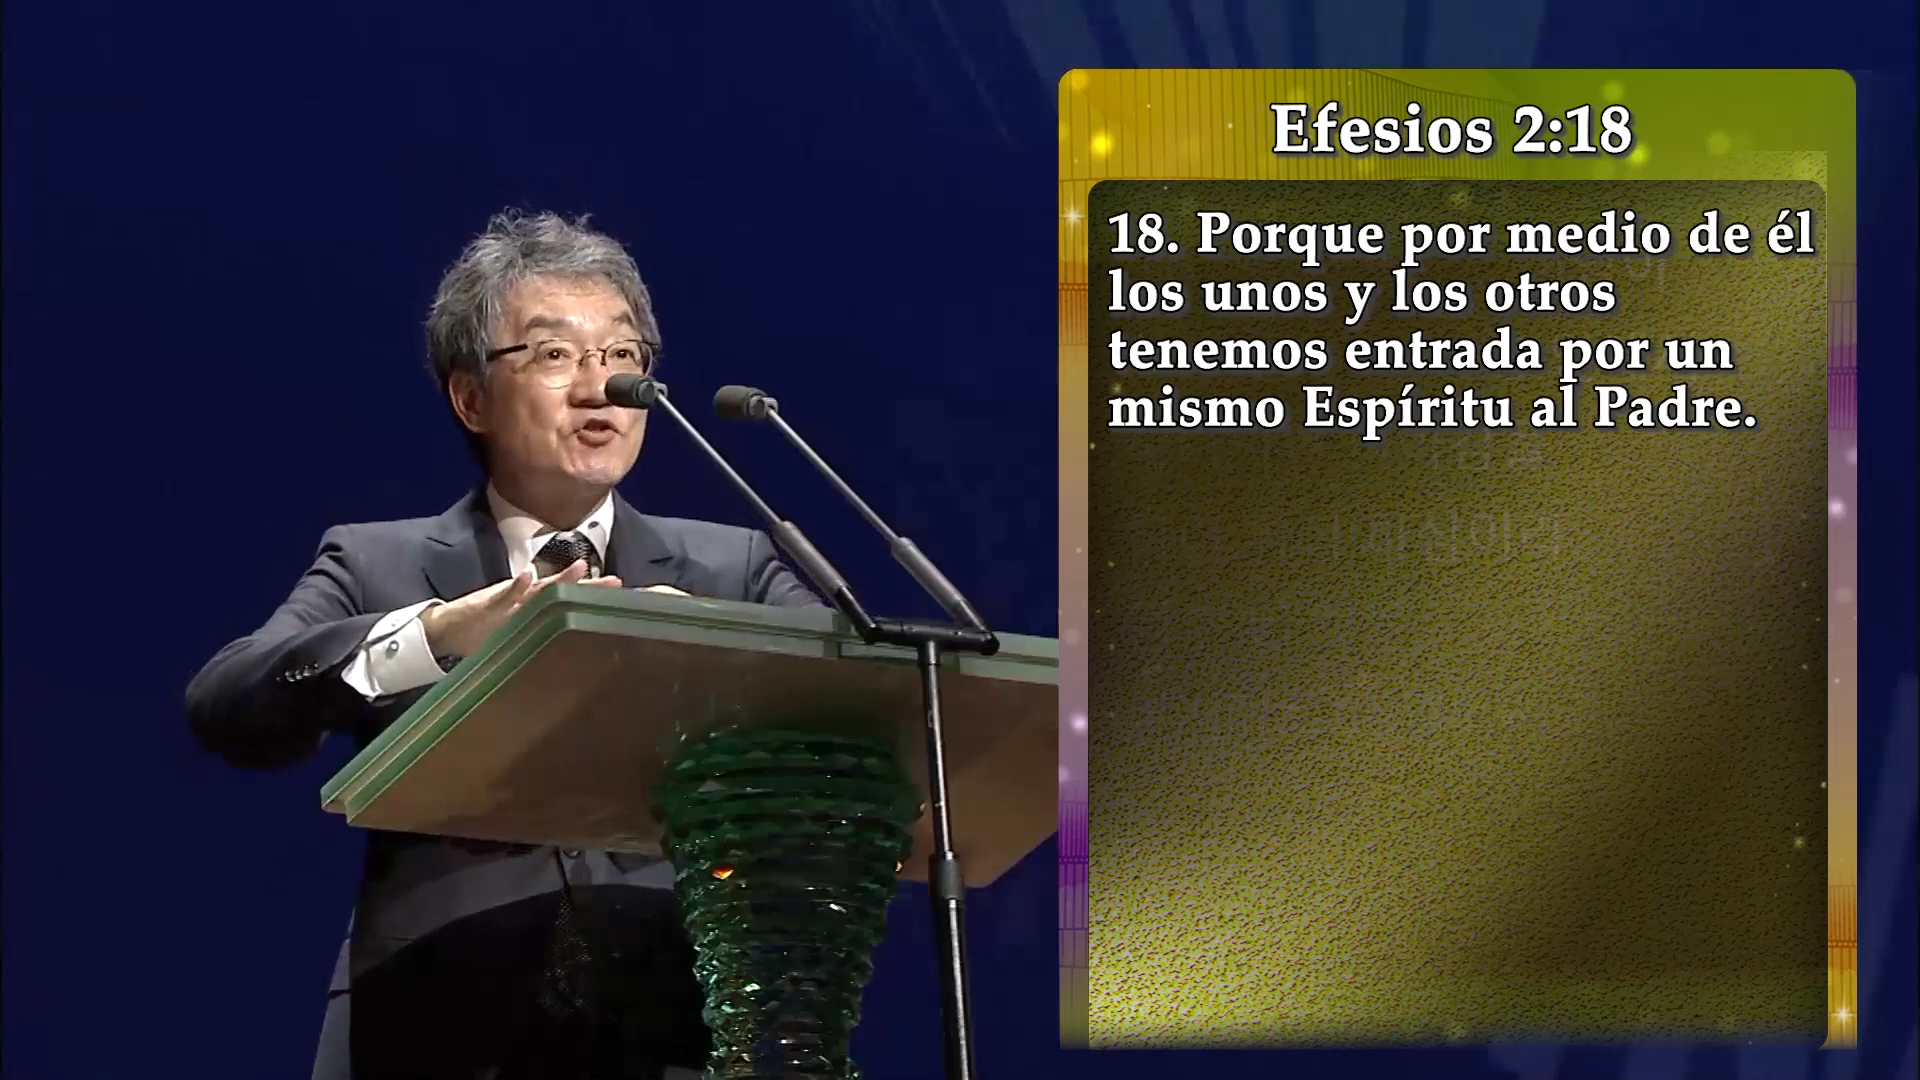 Efesios 2:18
18. Porque por medio de él
los unos y los otros
tenemos entrada por un
mismo Espíritu al Padre.